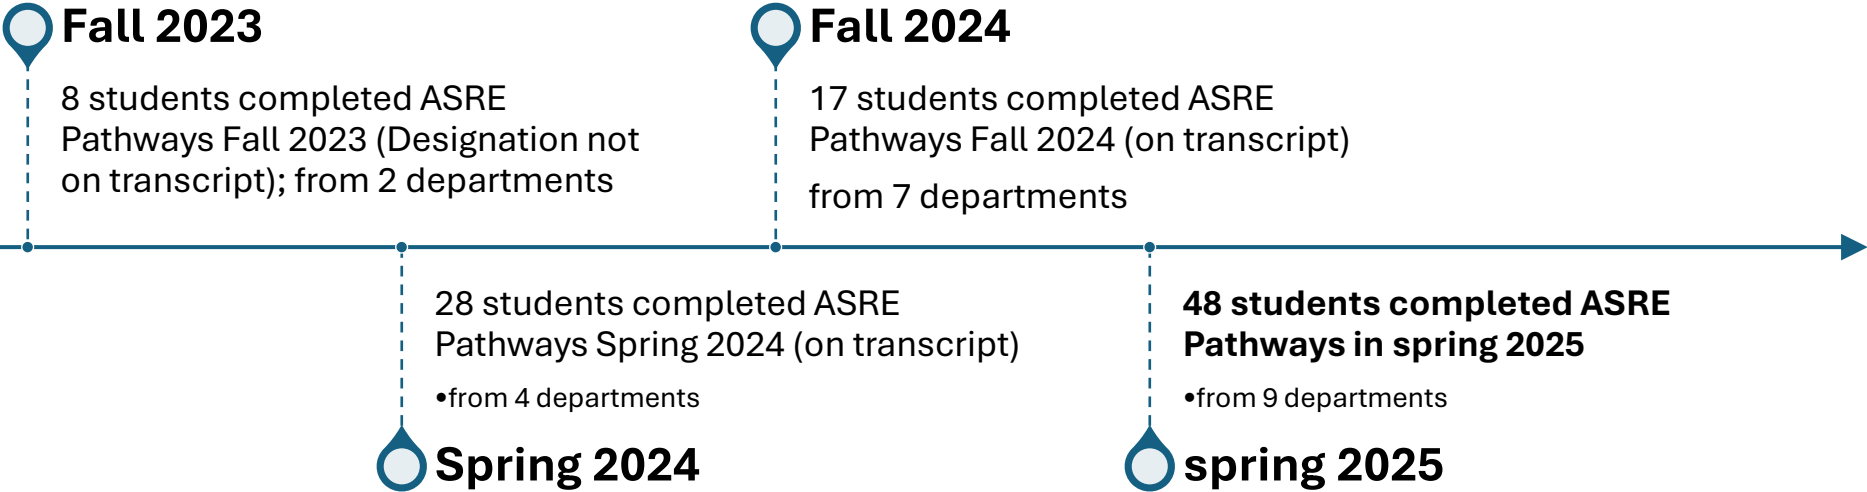 Fall 2023
8 students completed ASRE
Pathways Fall 2023 (Designation not
on transcript); from 2 departments
28 students completed ASRE
Pathways Spring 2024 (on transcript)
•from 4 departments
Spring 2024
Fall 2024
17 students completed ASRE
Pathways Fall 2024 (on transcript)
from 7 departments
48 students completed ASRE
Pathways in spring 2025
•from 9 departments
spring 2025